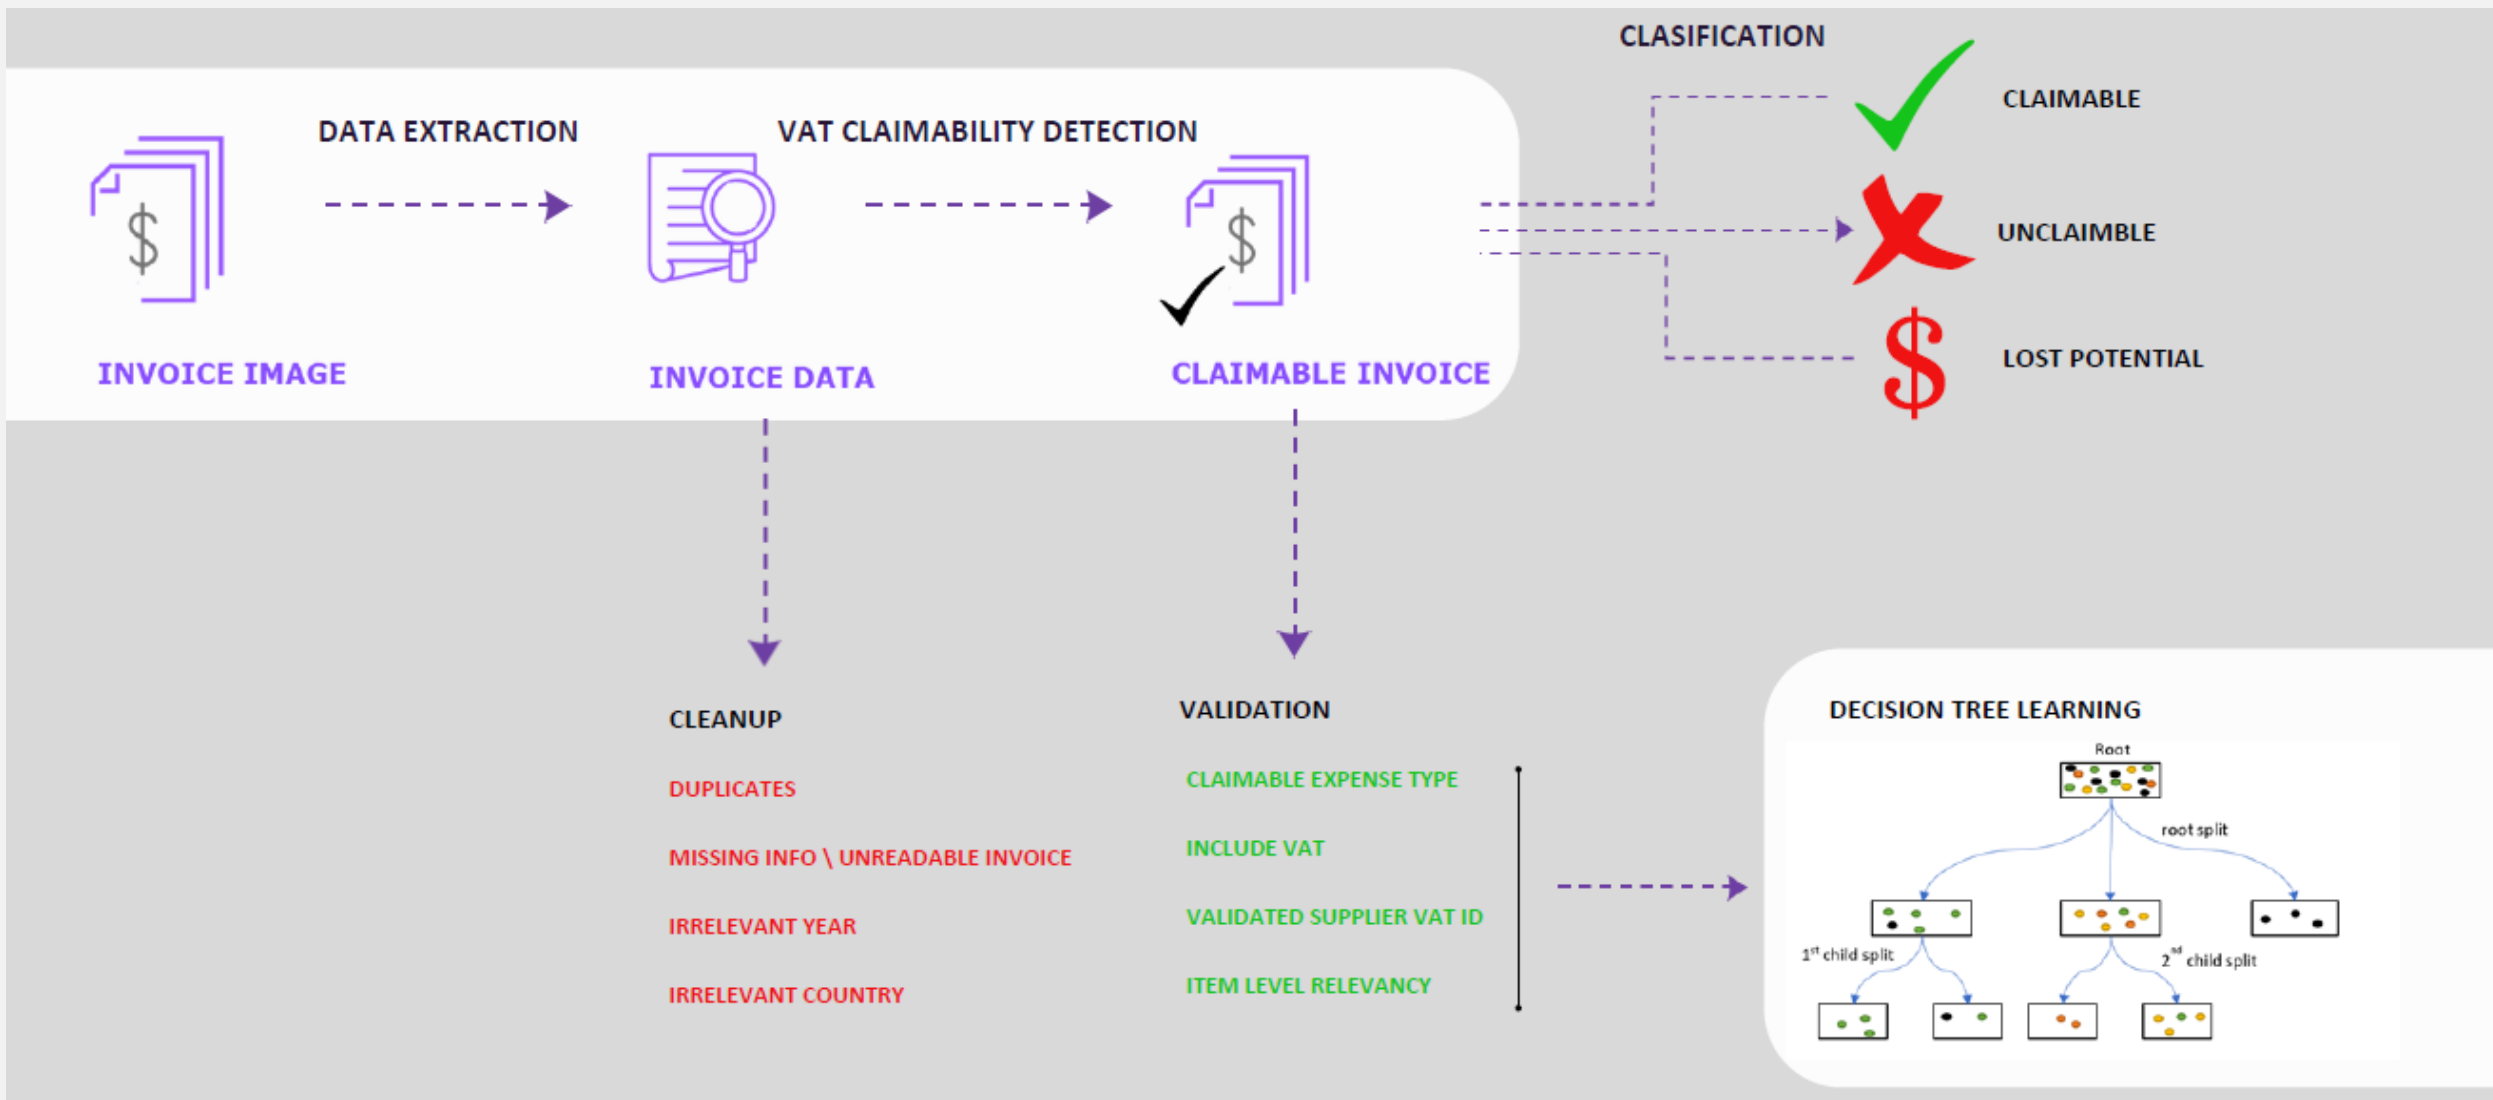 CLASIFICATION
CLAIMABLE
UNCLAIMBLE
LOST POTENTIAL
DATA EXTRACTION
VAT CLAIMABILITY DETECTION
$
$
$
INVOICE IMAGE
INVOICE DATA
CLAIMABLE INVOICE
CLEANUP
DUPLICATES
MISSING INFO \ UNREADABLE INVOICE
IRRELEVANT YEAR
IRRELEVANT COUNTRY
VALIDATION
CLAIMABLE EXPENSE TYPE
INCLUDE VAT
VALIDATED SUPPLIER VAT ID
ITEM LEVEL RELEVANCY
DECISION TREE LEARNING
Root
root split
1st child split
2nd child split